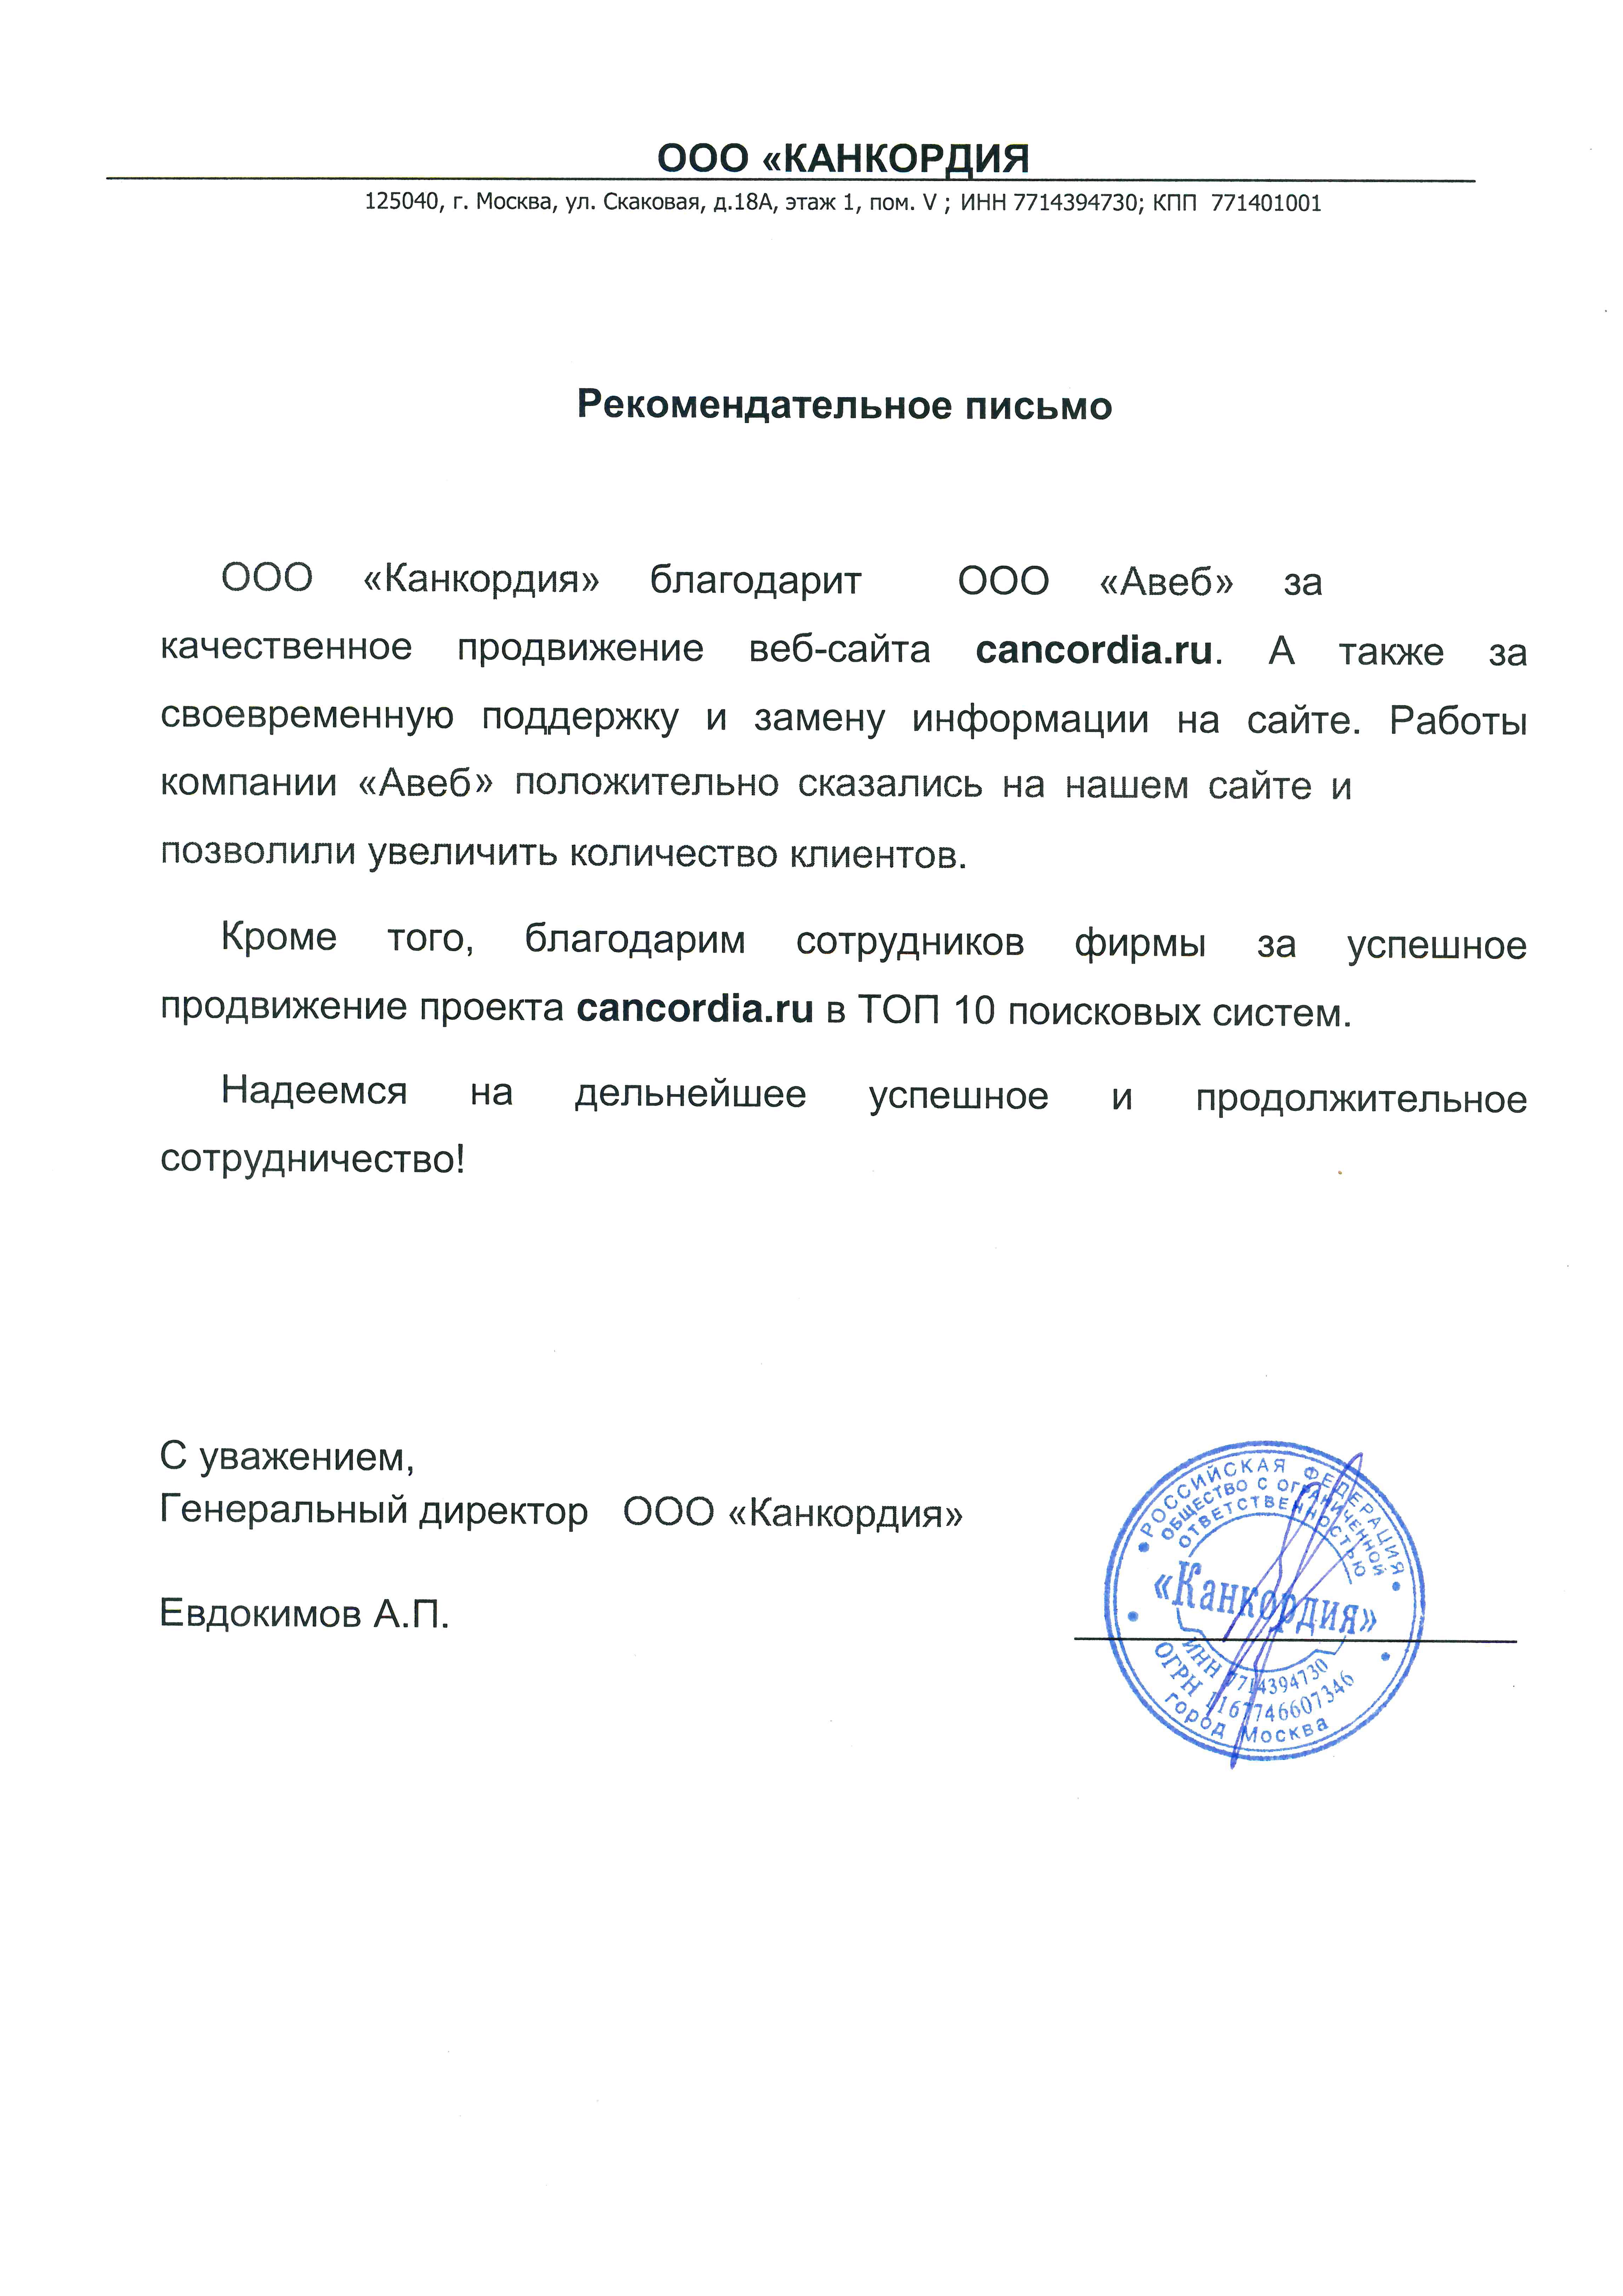 ООО «КАНКОРДИЯ
125040, г. Москва, ул. Скаковая, д.18А, этаж 1, пом. V ; ИНН 7714394730; КПП 771401001
Рекомендательное письмо
ООО «Канкордия» благодарит ООО «Авеб» за
качественное продвижение веб-сайта cancordia.ru. А также за
своевременную поддержку и замену информации на сайте. Работы
компании «Авеб» положительно сказались на нашем сайте и
позволили увеличить количество клиентов.
Кроме того, благодарим сотрудников фирмы за успешное
продвижение проекта cancordia.ru в ТОП 10 поисковых систем.
Надеемся на дельнейшее успешное и продолжительное
сотрудничество!
С уважением,
Генеральный директор ООО «Канкордия»
Евдокимов А.П.
РОССИЙСКАЯ ФЕДЕРАЦИЯ
ОБЩЕСТВО С ОГРАНИЧЕННОЙ
ОТВЕТСТВЕННОСТЬЮ
«Канкордия»
ИНН 7714394730
ОГРН 1167746607346
город Москва